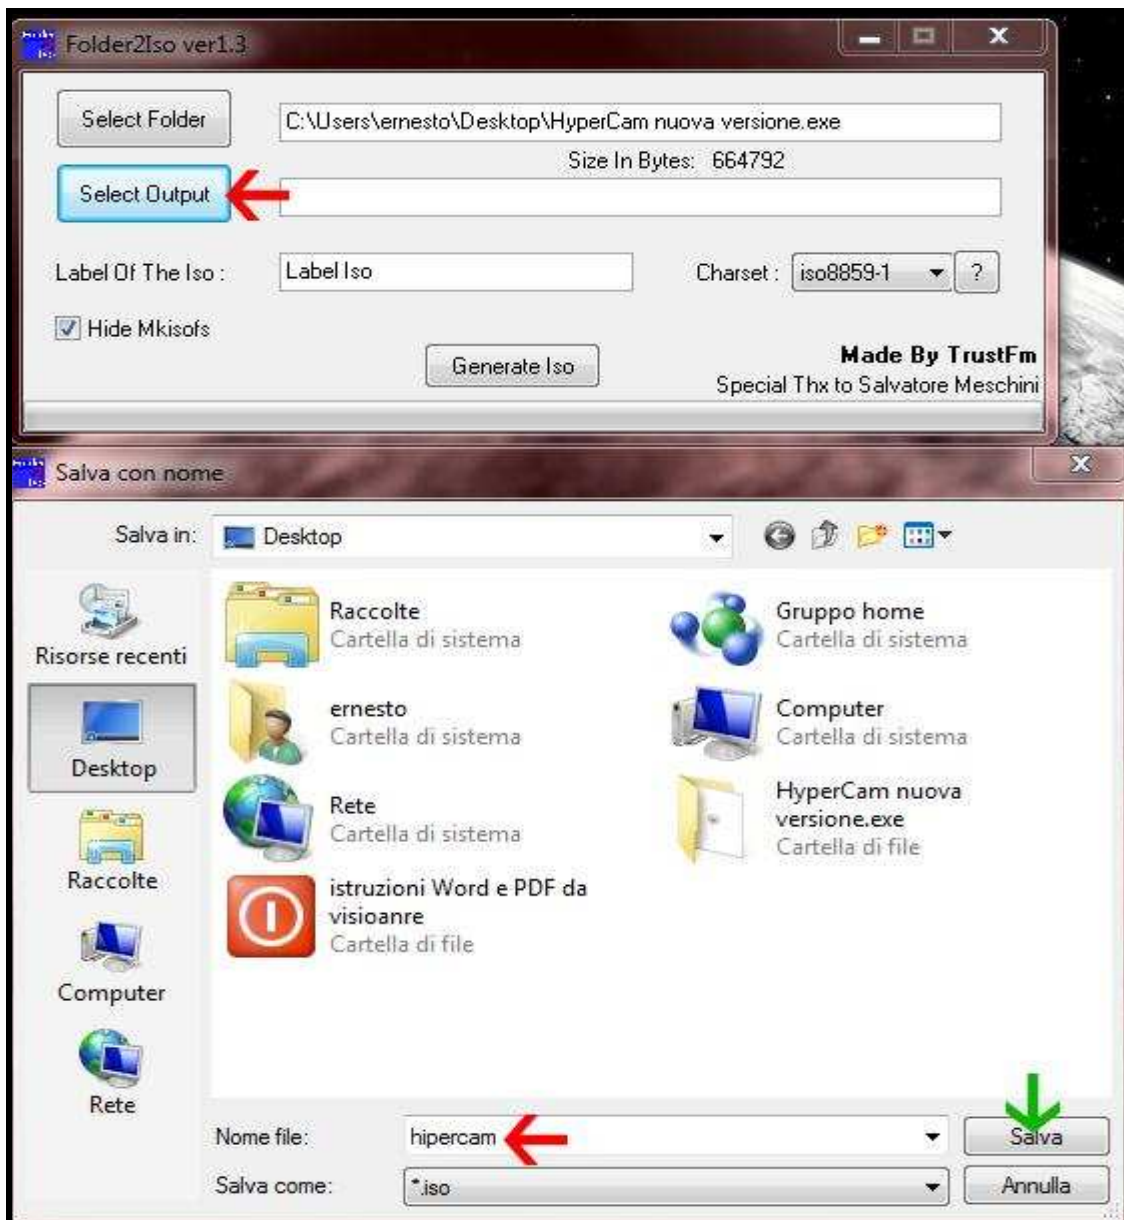 Folder2Iso ver1.3
Select Folder
C:\Users\ernesto\Desktop\HyperCam nuova versione.exe
Size In Bytes: 664792
Select Output
Label Of The Iso :
Label Iso
Charset :
iso8859-1
?
Hide Mkisofs
Generate Iso
Made By TrustFm
Special Thx to Salvatore Meschini
Salva con nome
Salva in:
Desktop
Risorse recenti
Desktop
Raccolte
Computer
Rete
Raccolte
Cartella di sistema
Gruppo home
Cartella di sistema
ernesto
Cartella di sistema
Computer
Cartella di sistema
Rete
Cartella di sistema
HyperCam nuova
versione.exe
Cartella di file
istruzioni Word e PDF da
visioanre
Cartella di file
Nome file:
hipercam
Salva
Salva come:
*.iso
Annulla